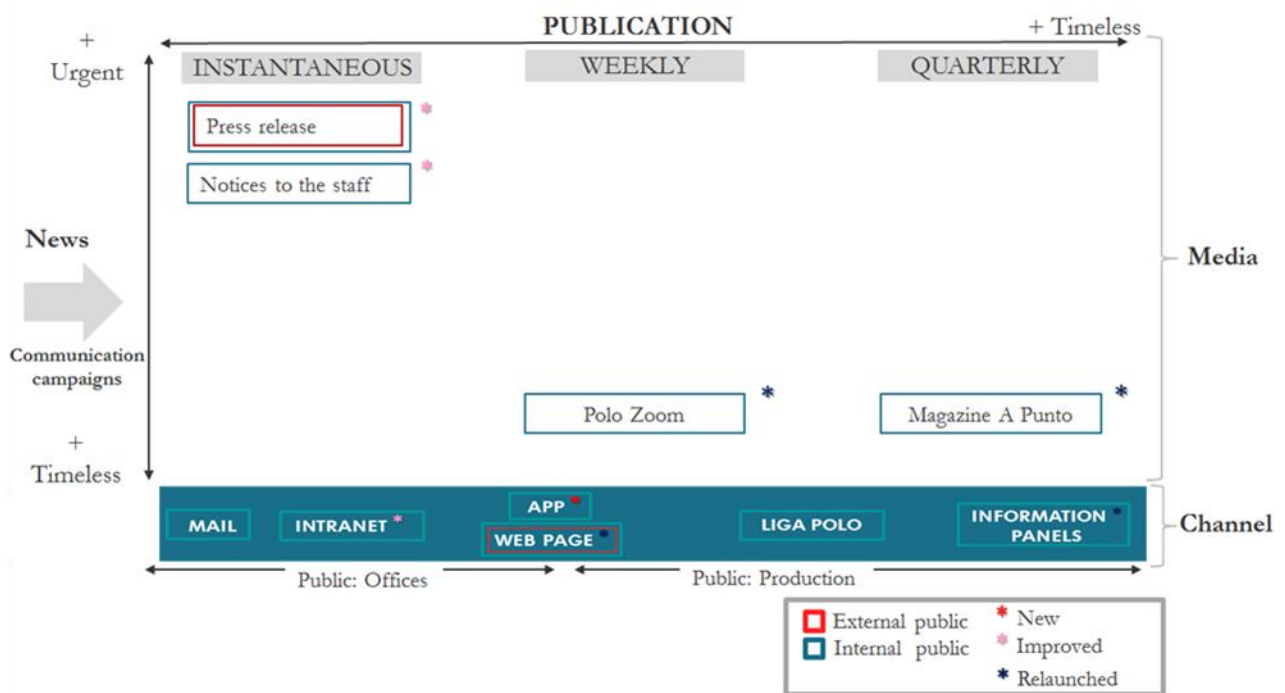 PUBLICATION
+
Urgent
+ Timeless
INSTANTANEOUS
WEEKLY
QUARTERLY
Press release *
Notices to the staff *
News
Media
Communication
campaigns
Polo Zoom *
Magazine A Punto *
+
Timeless
MAIL
INTRANET *
APP *
WEB PAGE *
LIGA POLO
INFORMATION *
PANELS
Channel
Public: Offices
Public: Production
External public
* New
Internal public
* Improved
* Relaunched